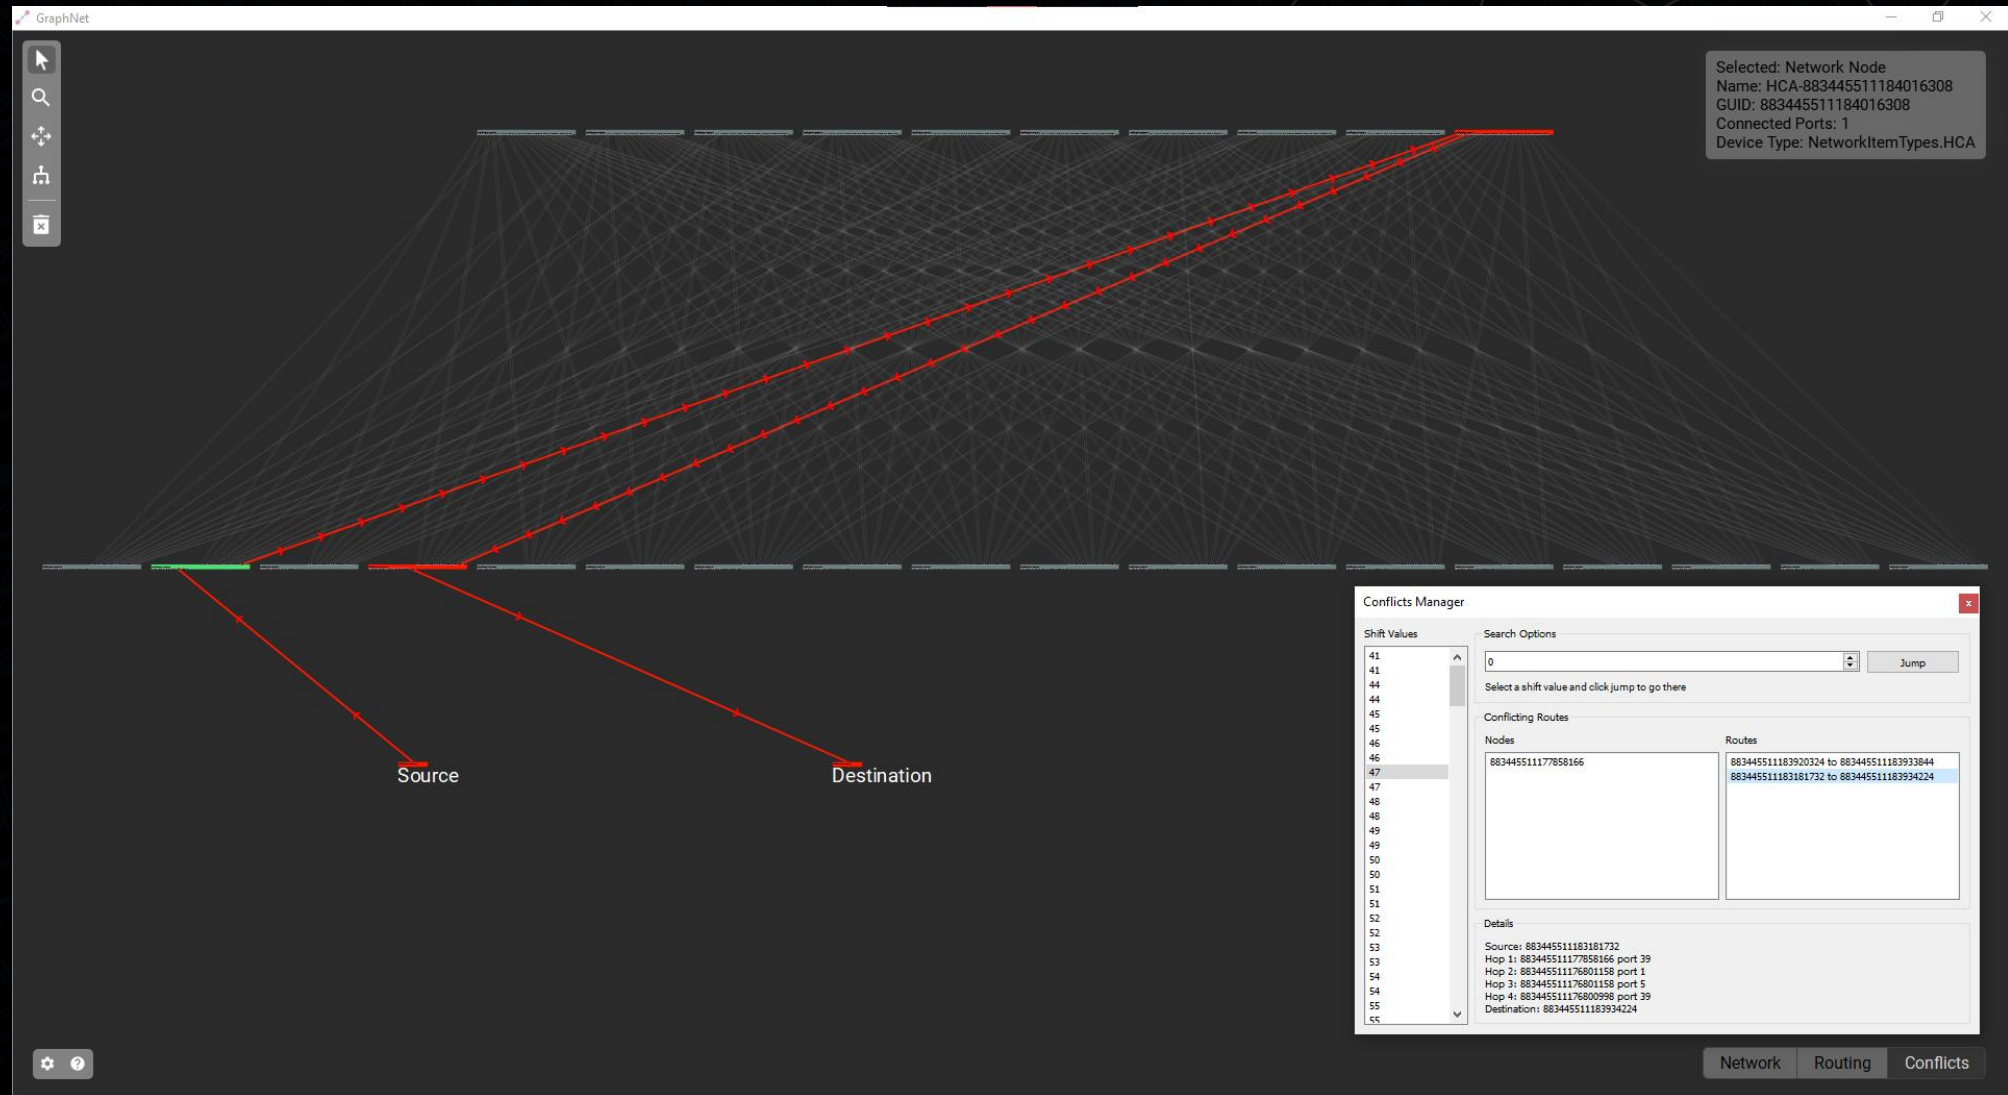 GraphNet
Selected: Network Node
Name: HCA-883445511184016308
GUID: 883445511184016308
Connected Ports: 1
Device Type: NetworkItemTypes.HCA
Source
Destination
Conflicts Manager
x
Shift Values
41
41
44
44
45
45
46
46
47
47
48
48
49
49
50
50
51
51
52
52
53
53
54
54
55
55
Search Options
0
Jump
Select a shift value and click jump to go there
Conflicting Routes
Nodes
883445511177858166
Routes
883445511183920324 to 883445511183933844
883445511183181732 to 883445511183934224
Details
Source: 883445511183181732
Hop 1: 883445511177858166 port 39
Hop 2: 883445511176801158 port 1
Hop 3: 883445511176801158 port 5
Hop 4: 883445511176800998 port 39
Destination: 883445511183934224
?
Network
Routing
Conflicts